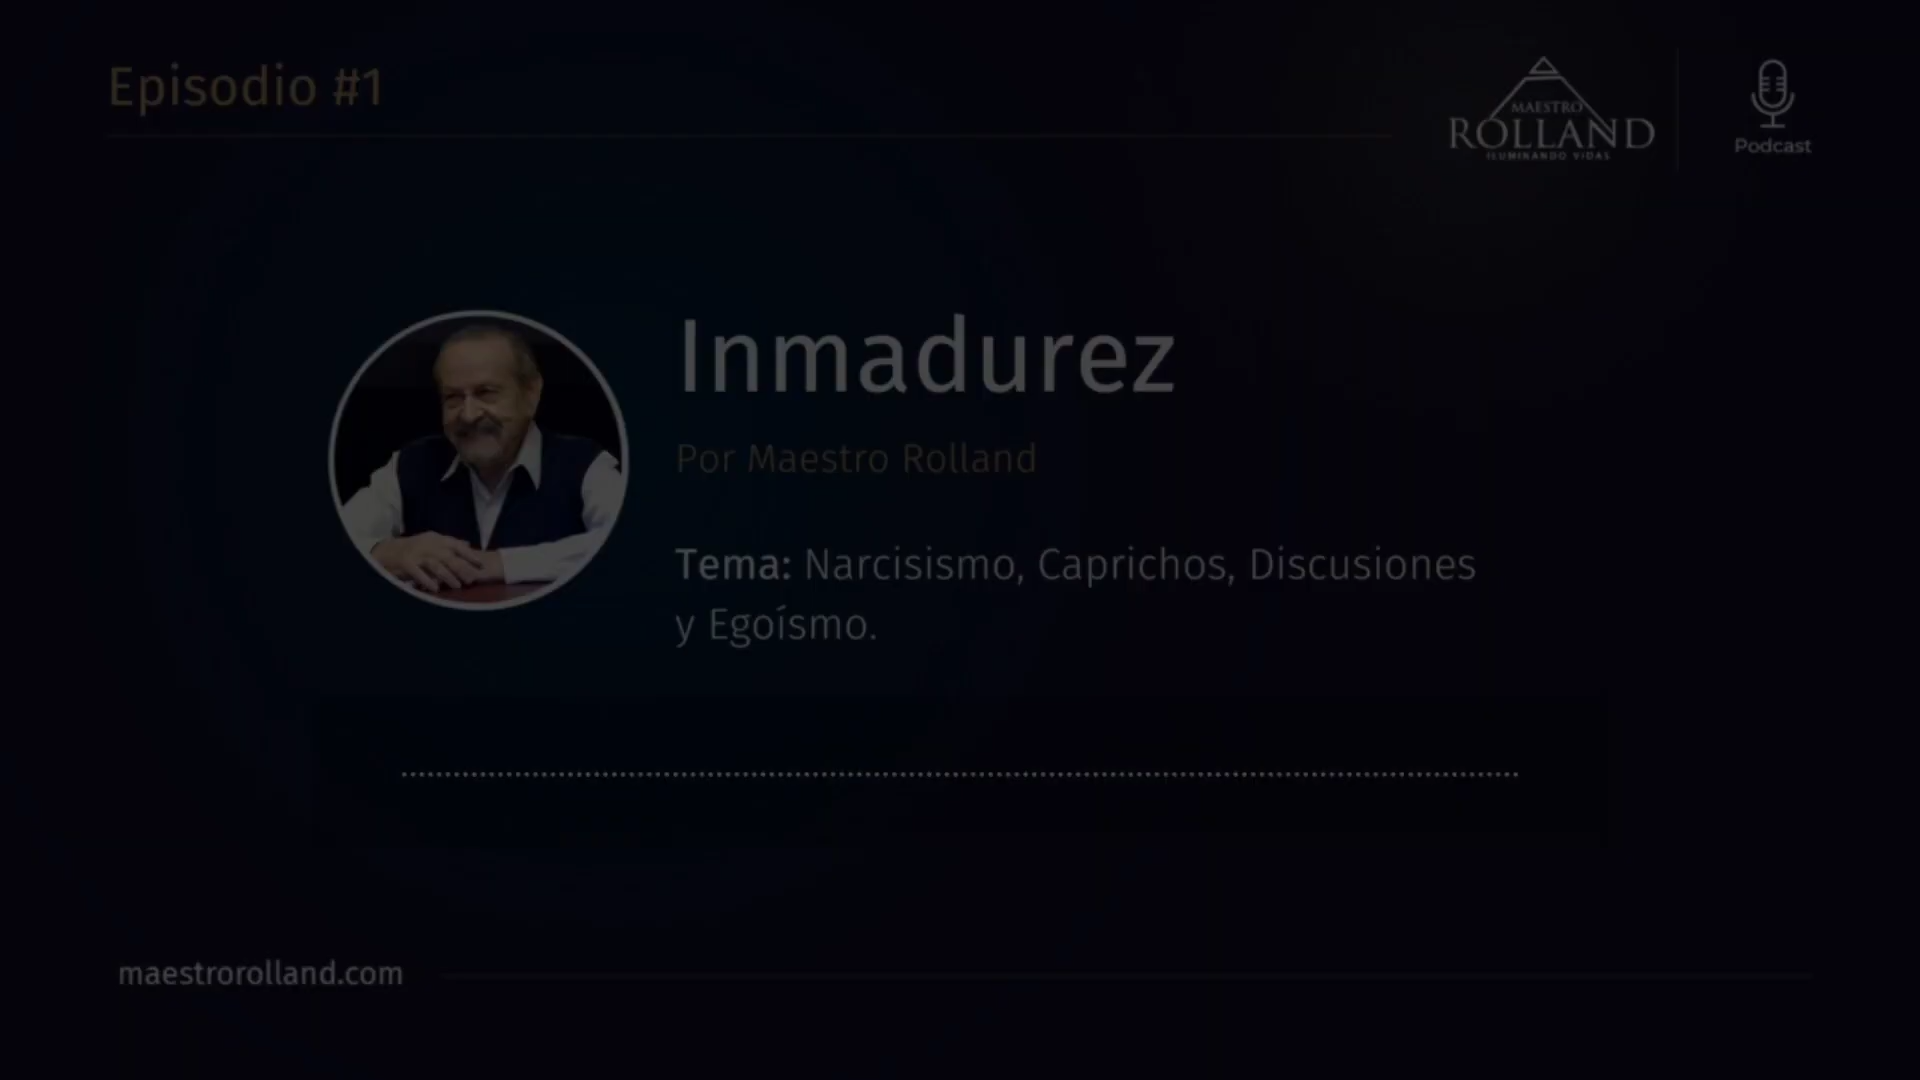 Episodio #1
MAESTRO
ROLLAND
ILUMINANDO VIDAS
Podcast
Inmadurez
Por Maestro Rolland
Tema: Narcisismo, Caprichos, Discusiones
y Egoísmo.
maestrorolland.com